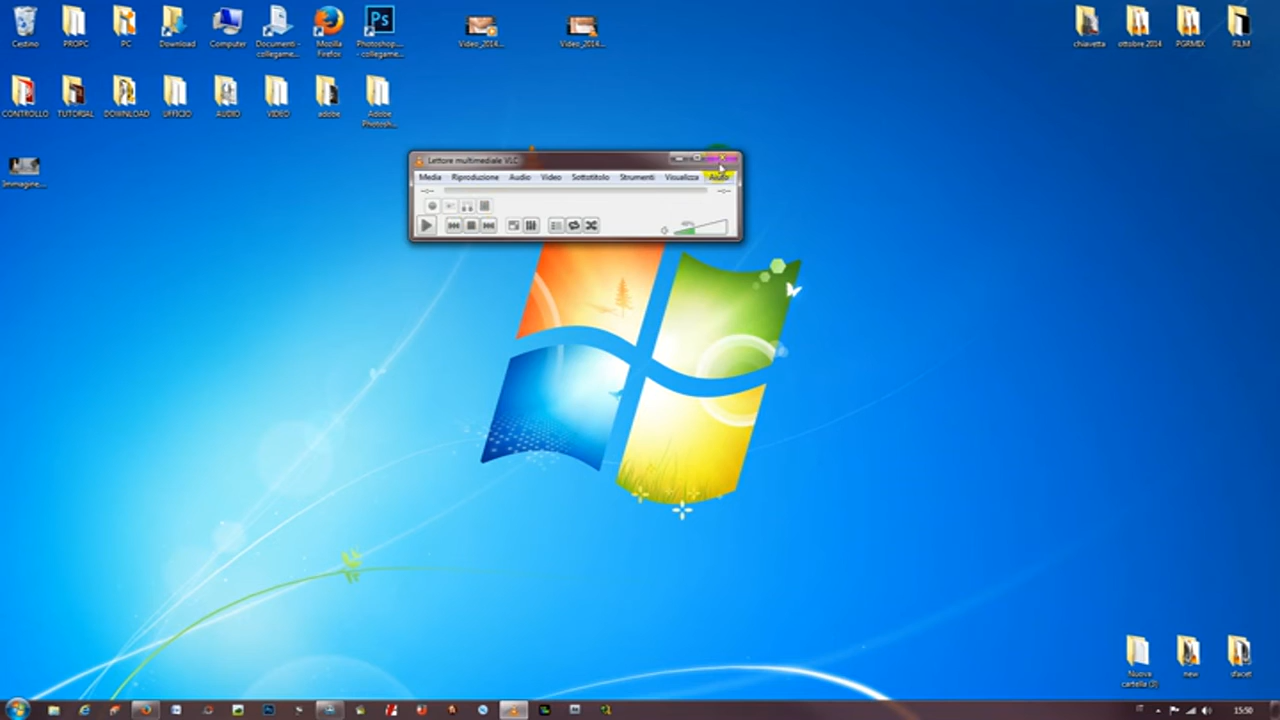 Cestino
PROPC
PC
Download
Computer
Documenti -
collegame...
Mozilla
Firefox
Photoshop....
- collegame...
Video_2014...
Video_2014...
chiavetta
ottobre 2014
PGRMIX
FILM
Ps
CONTROLLO
TUTORIAL
DOWNLOAD
UFFICIO
AUDIO
VIDEO
adobe
Adobe
Photosh...
Immagine...
Lettore multimediale VLC
Media
Riproduzione
Audio
Video
Sottotitolo
Strumenti
Visualizza
Aiuto
--:--
--:--
Nuova
cartella (3)
new
IT
15:50